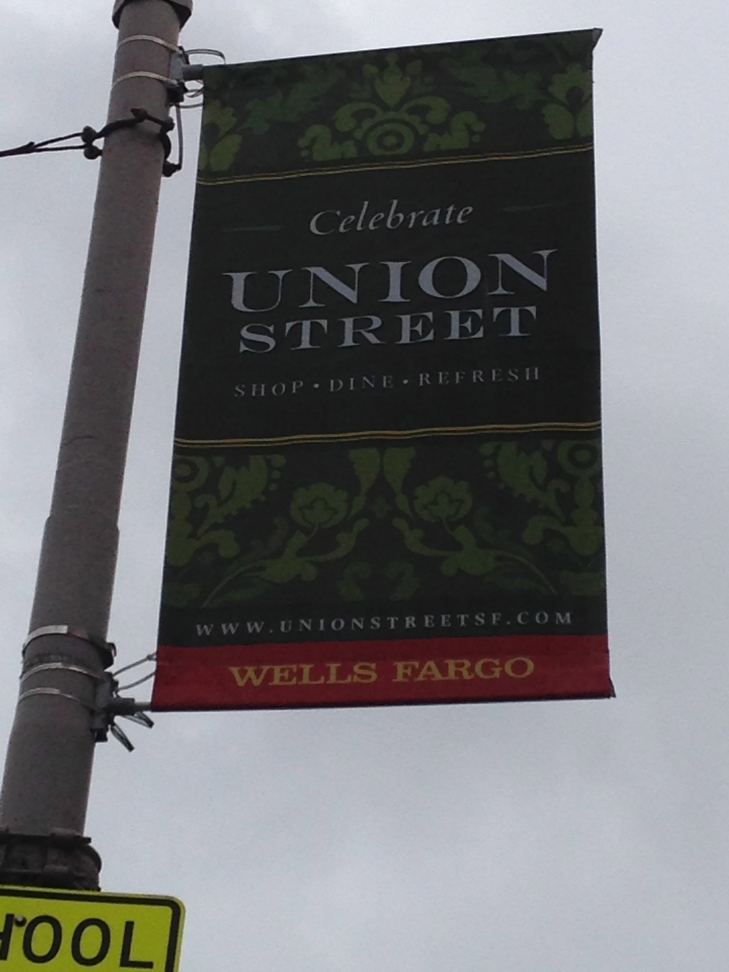 Celebrate
UNION
STREET
SHOP • DINE • REFRESH
WWW.UNIONSTREETSF.COM
WELLS FARGO
HOOL